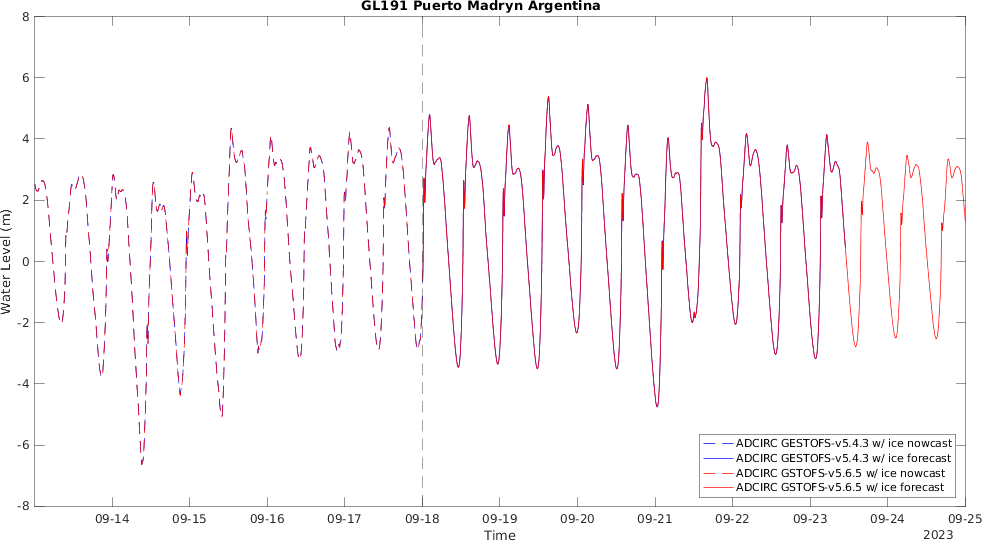 GL191 Puerto Madryn Argentina
8
6
4
2
0
-2
-4
-6
-8
Water Level (m)
ADCIRC GESTOFS-v5.4.3 w/ ice nowcast
ADCIRC GESTOFS-v5.4.3 w/ ice forecast
ADCIRC GSTOFS-v5.6.5 w/ ice nowcast
ADCIRC GSTOFS-v5.6.5 w/ ice forecast
09-14 09-15 09-16 09-17 09-18 09-19 09-20 09-21 09-22 09-23 09-24 09-25
Time
2023